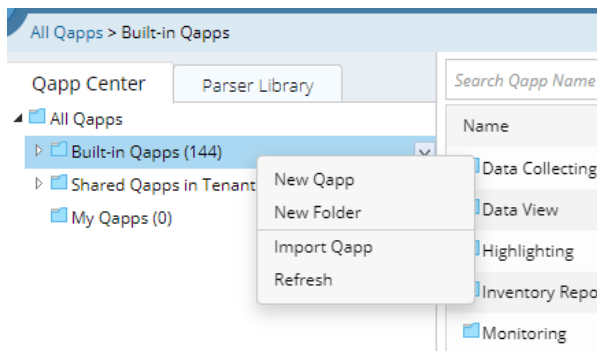 All Qapps > Built-in Qapps
Qapp Center
Parser Library
Search Qapp Name
All Qapps
Name
Built-in Qapps (144)
Data Collecting
Shared Qapps in Tenant
New Qapp
New Folder
Import Qapp
Refresh
Data View
My Qapps (0)
Highlighting
Inventory Repo
Monitoring